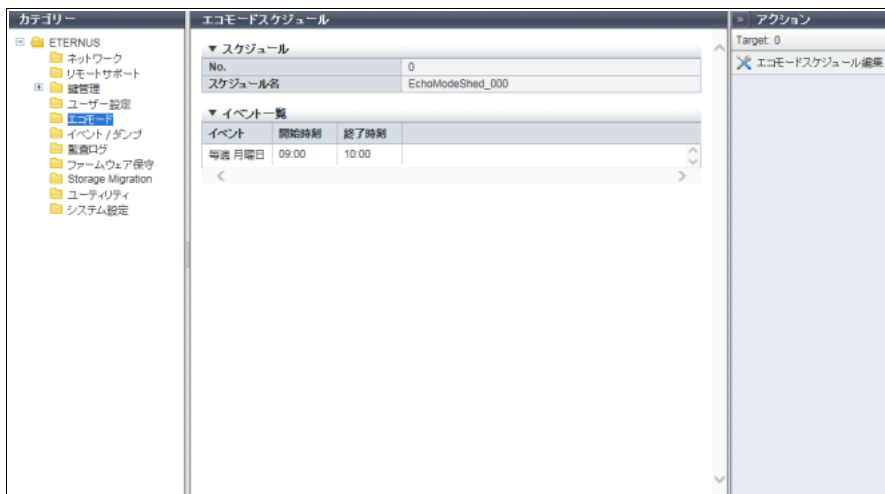 カテゴリー
ETERNUS
ネットワーク
リモートサポート
鍵管理
ユーザー設定
エコモード
イベント / ダンプ
監査ログ
ファームウェア保守
Storage Migration
ユーティリティ
システム設定
エコモードスケジュール
▼ スケジュール
No. 0
スケジュール名 EchoModeShed_000
▼ イベント一覧
イベント 開始時刻 終了時刻
毎週 月曜日 09:00 10:00
» アクション
Target: 0
エコモードスケジュール編集